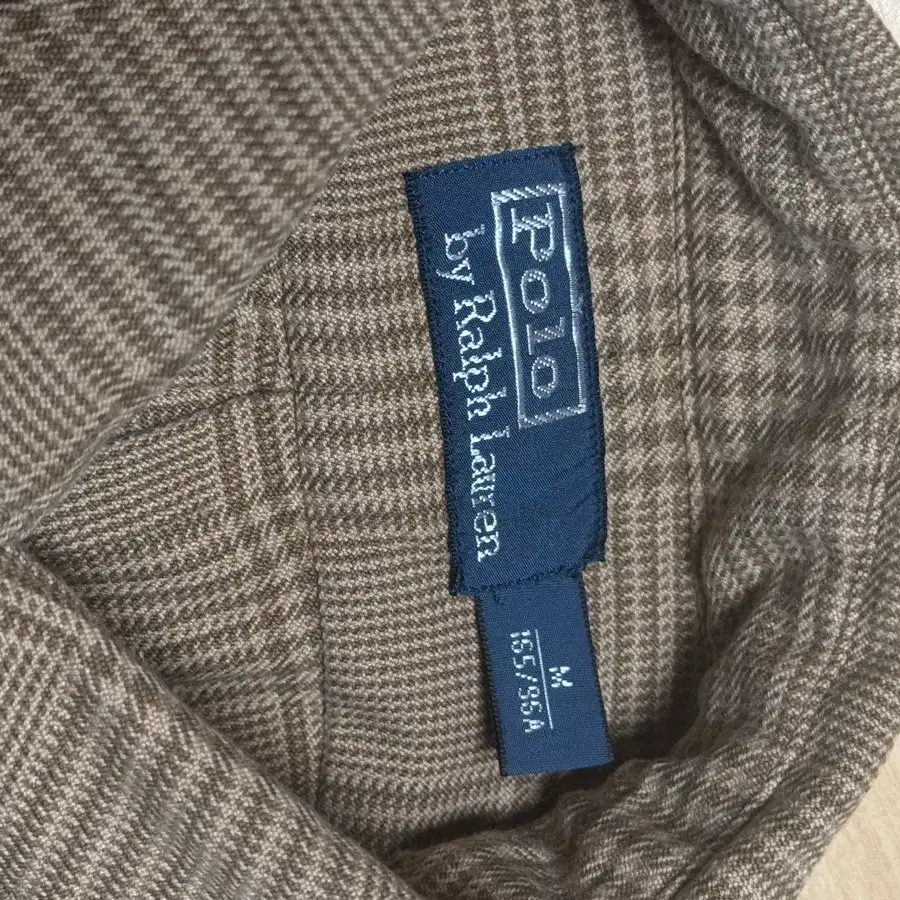 Polo
by Ralph Lauren
M
165/96A